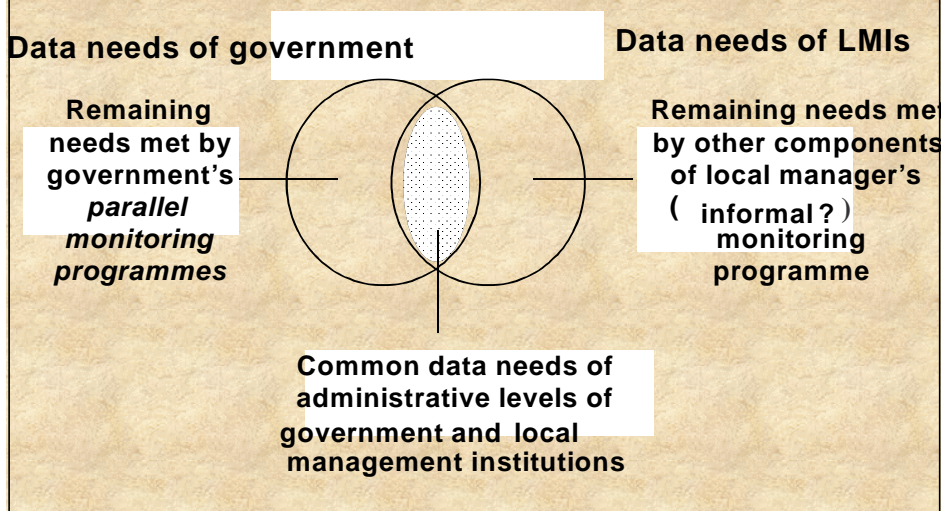 Data needs of government
Data needs of LMIs
Remaining
needs met by
government's
parallel
monitoring
programmes
Remaining needs met
by other components
of local manager's
( informal? )
monitoring
programme
Common data needs of
administrative levels of
government and local
management institutions